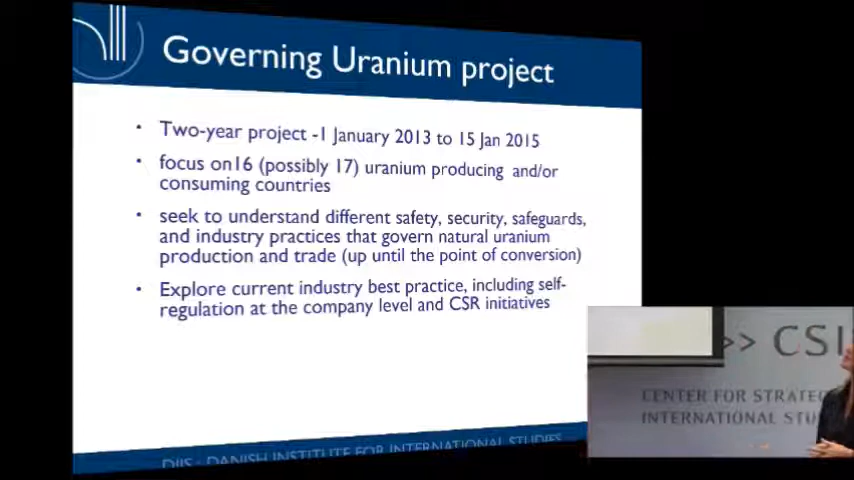 Governing Uranium project
• Two-year project -1 January 2013 to 15 Jan 2015
• focus on16 (possibly 17) uranium producing and/or
consuming countries
• seek to understand different safety, security, safeguards,
and industry practices that govern natural uranium
production and trade (up until the point of conversion)
• Explore current industry best practice, including self-
regulation at the company level and CSR initiatives
DIIS · DANISH INSTITUTE FOR INTERNATIONAL STUDIES
>> CSI
CENTER FOR STRATEG
INTERNATIONAL STU